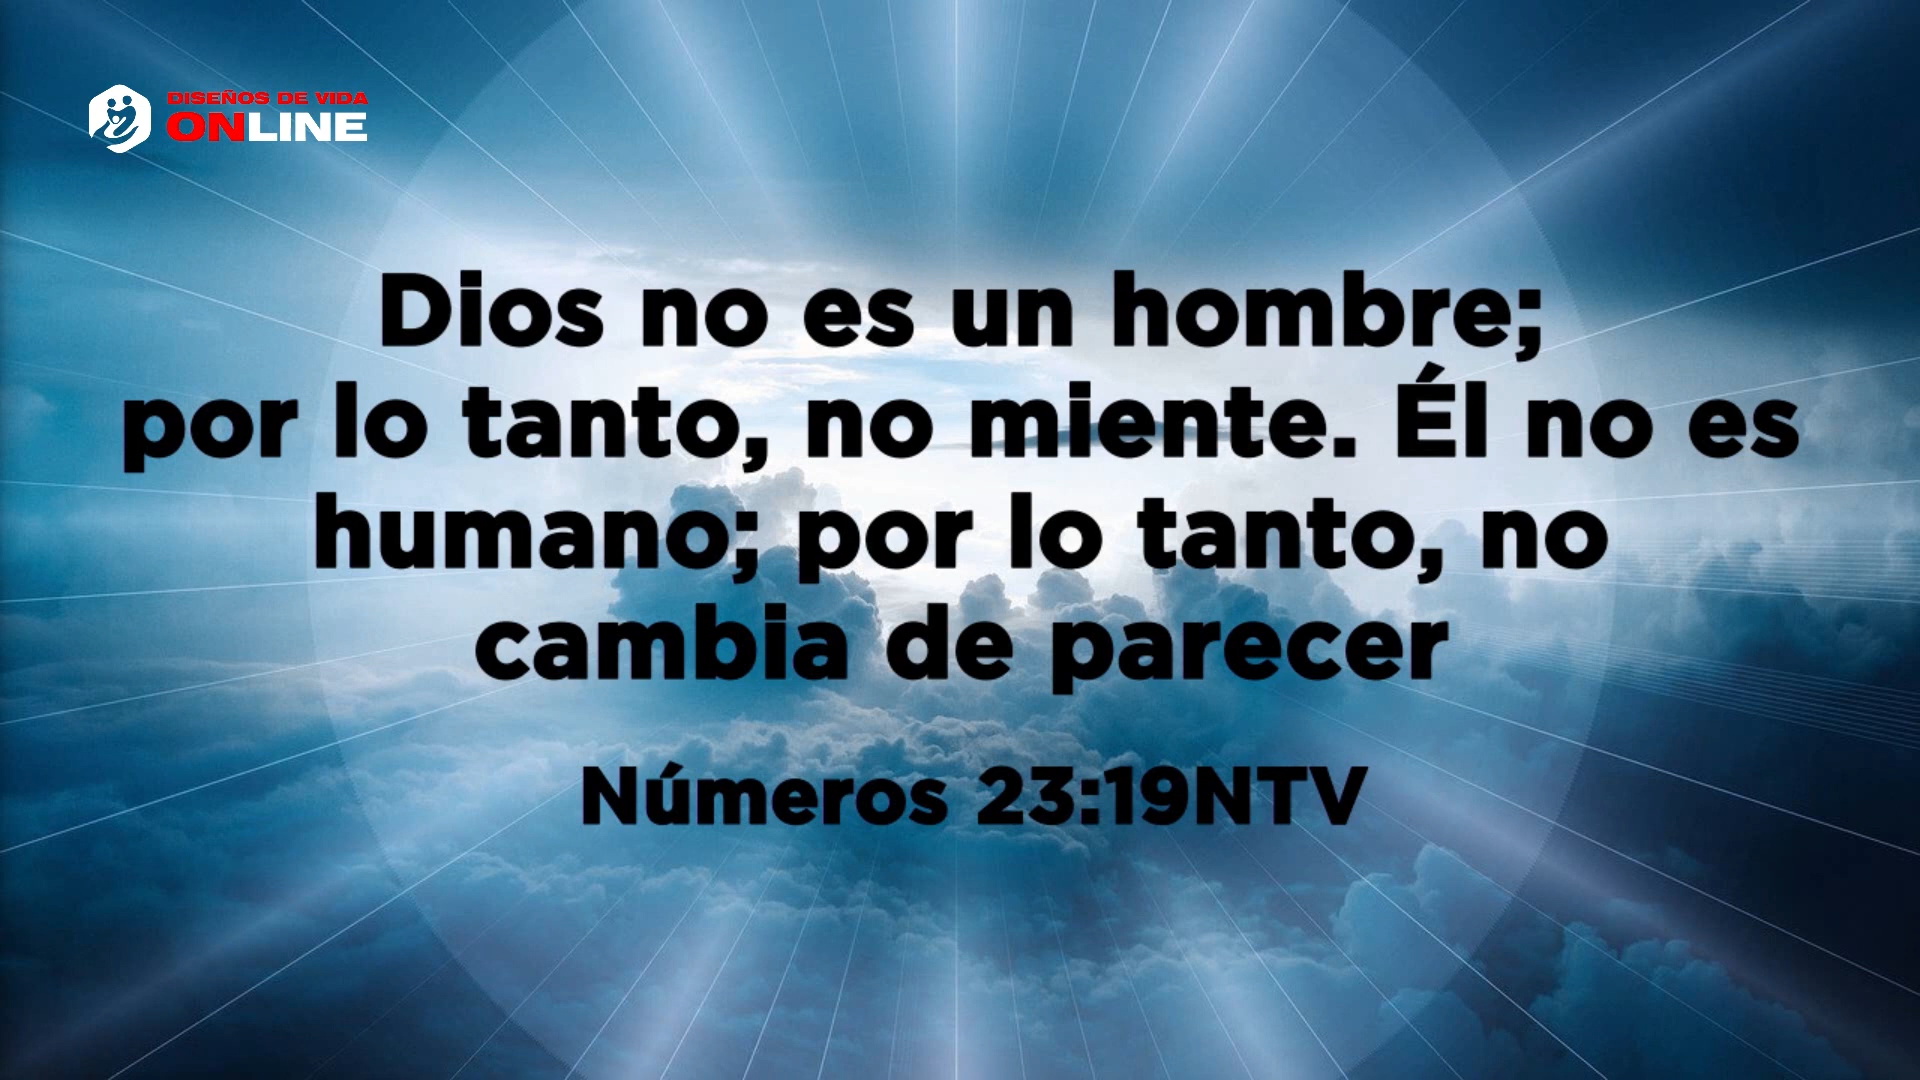 DISEÑOS DE VIDA
ONLINE
Dios no es un hombre;
por lo tanto, no miente. Él no es
humano; por lo tanto, no
cambia de parecer
Números 23:19NTV